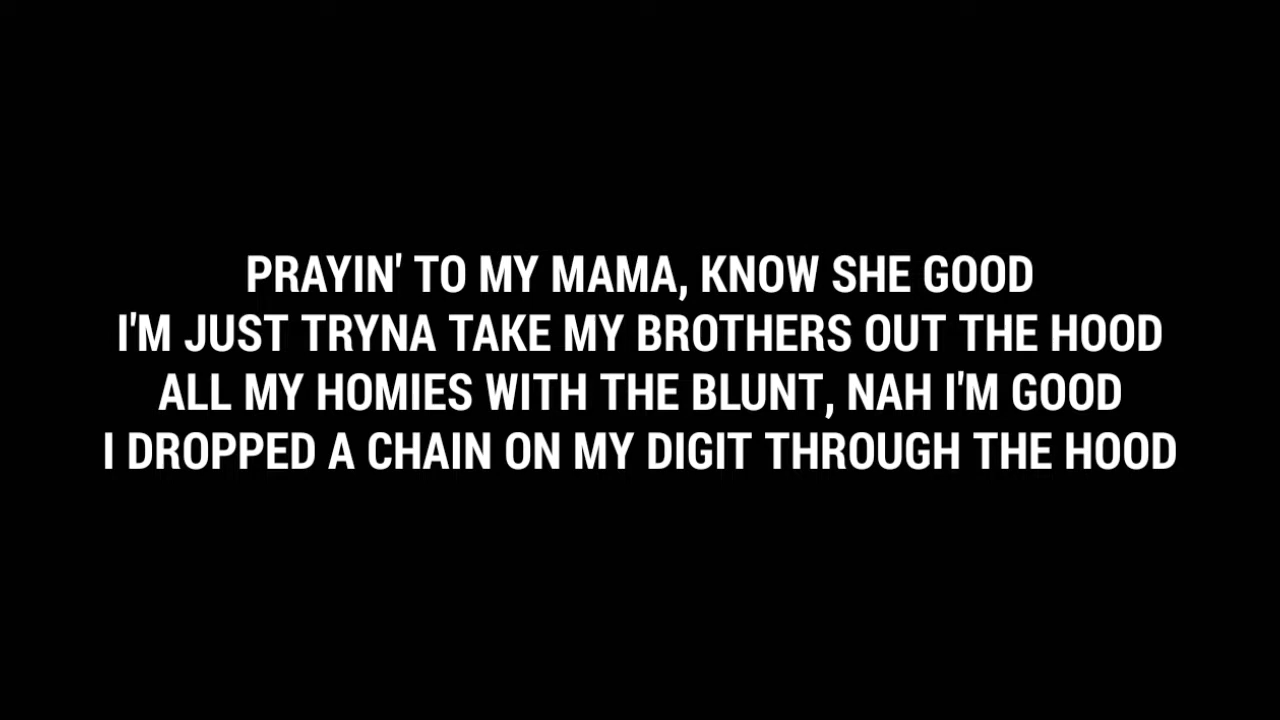 PRAYIN' TO MY MAMA, KNOW SHE GOOD
I'M JUST TRYNA TAKE MY BROTHERS OUT THE HOOD
ALL MY HOMIES WITH THE BLUNT, NAH I'M GOOD
I DROPPED A CHAIN ON MY DIGIT THROUGH THE HOOD